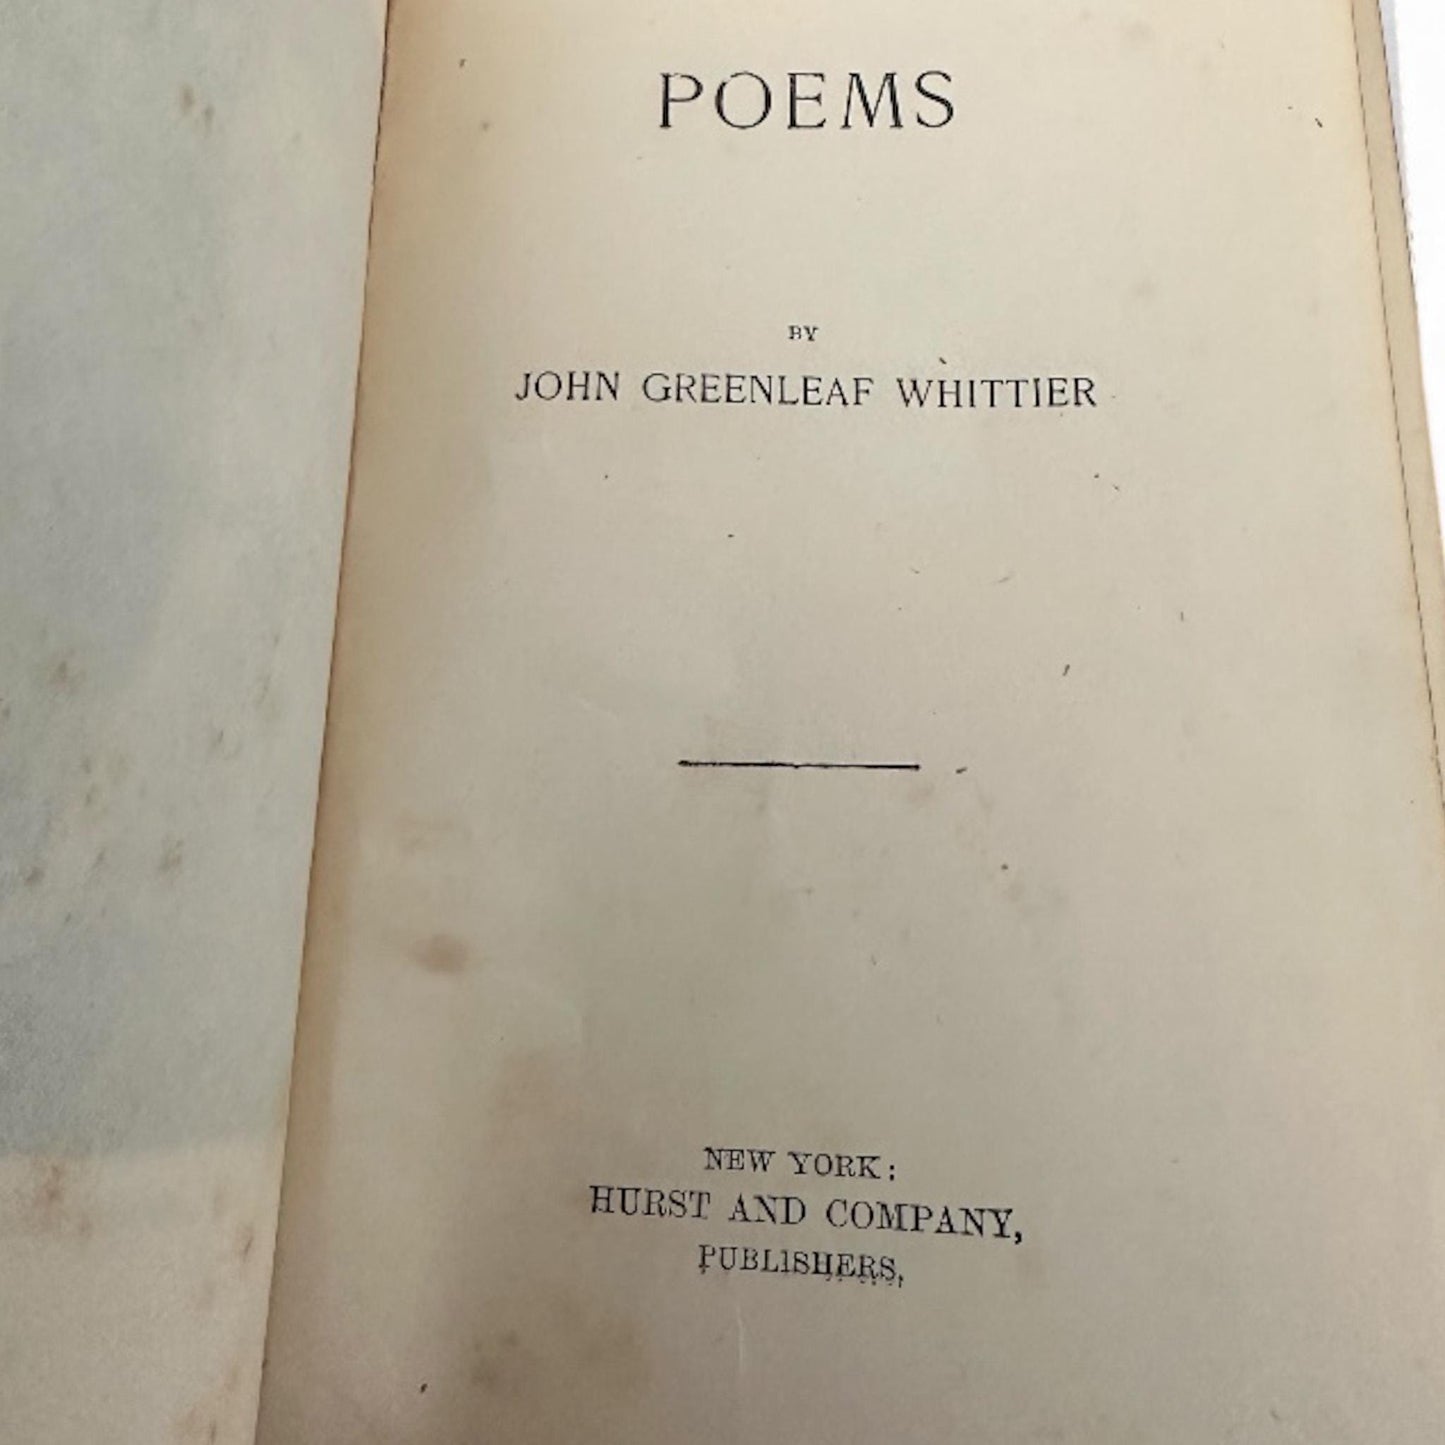 POEMS
BY
JOHN GREENLEAF WHITTIER
NEW YORK:
HURST AND COMPANY,
PUBLISHERS.